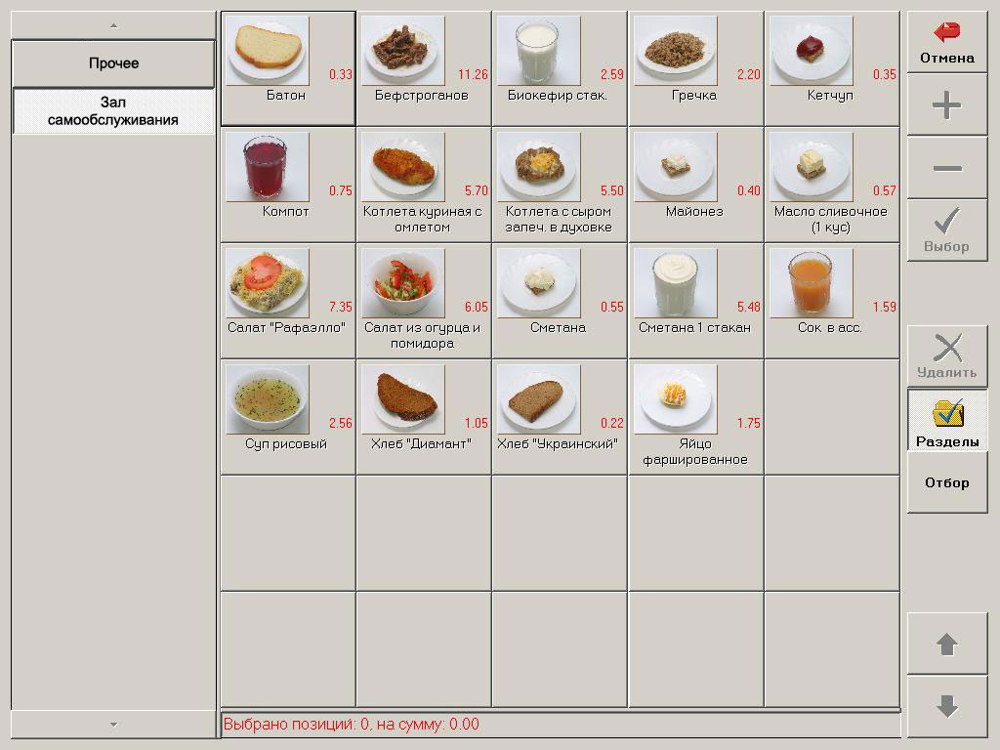 Прочее
Зал
самообслуживания
0.33
Батон
11.26
Бефстроганов
2.59
Биокефир стак.
2.20
Гречка
0.35
Кетчуп
0.75
Компот
5.70
Котлета куриная с
омлетом
5.50
Котлета с сыром
запеч. в духовке
0.40
Майонез
0.57
Масло сливочное
(1 кус)
7.35
Салат "Рафаэлло"
6.05
Салат из огурца и
помидора
0.55
Сметана
5.48
Сметана 1 стакан
1.59
Сок в асс.
2.56
Суп рисовый
1.05
Хлеб "Диамант"
0.22
Хлеб "Украинский"
1.75
Яйцо
фаршированное
Выбрано позиций: 0, на сумму: 0.00
Отмена
Выбор
Удалить
Разделы
Отбор